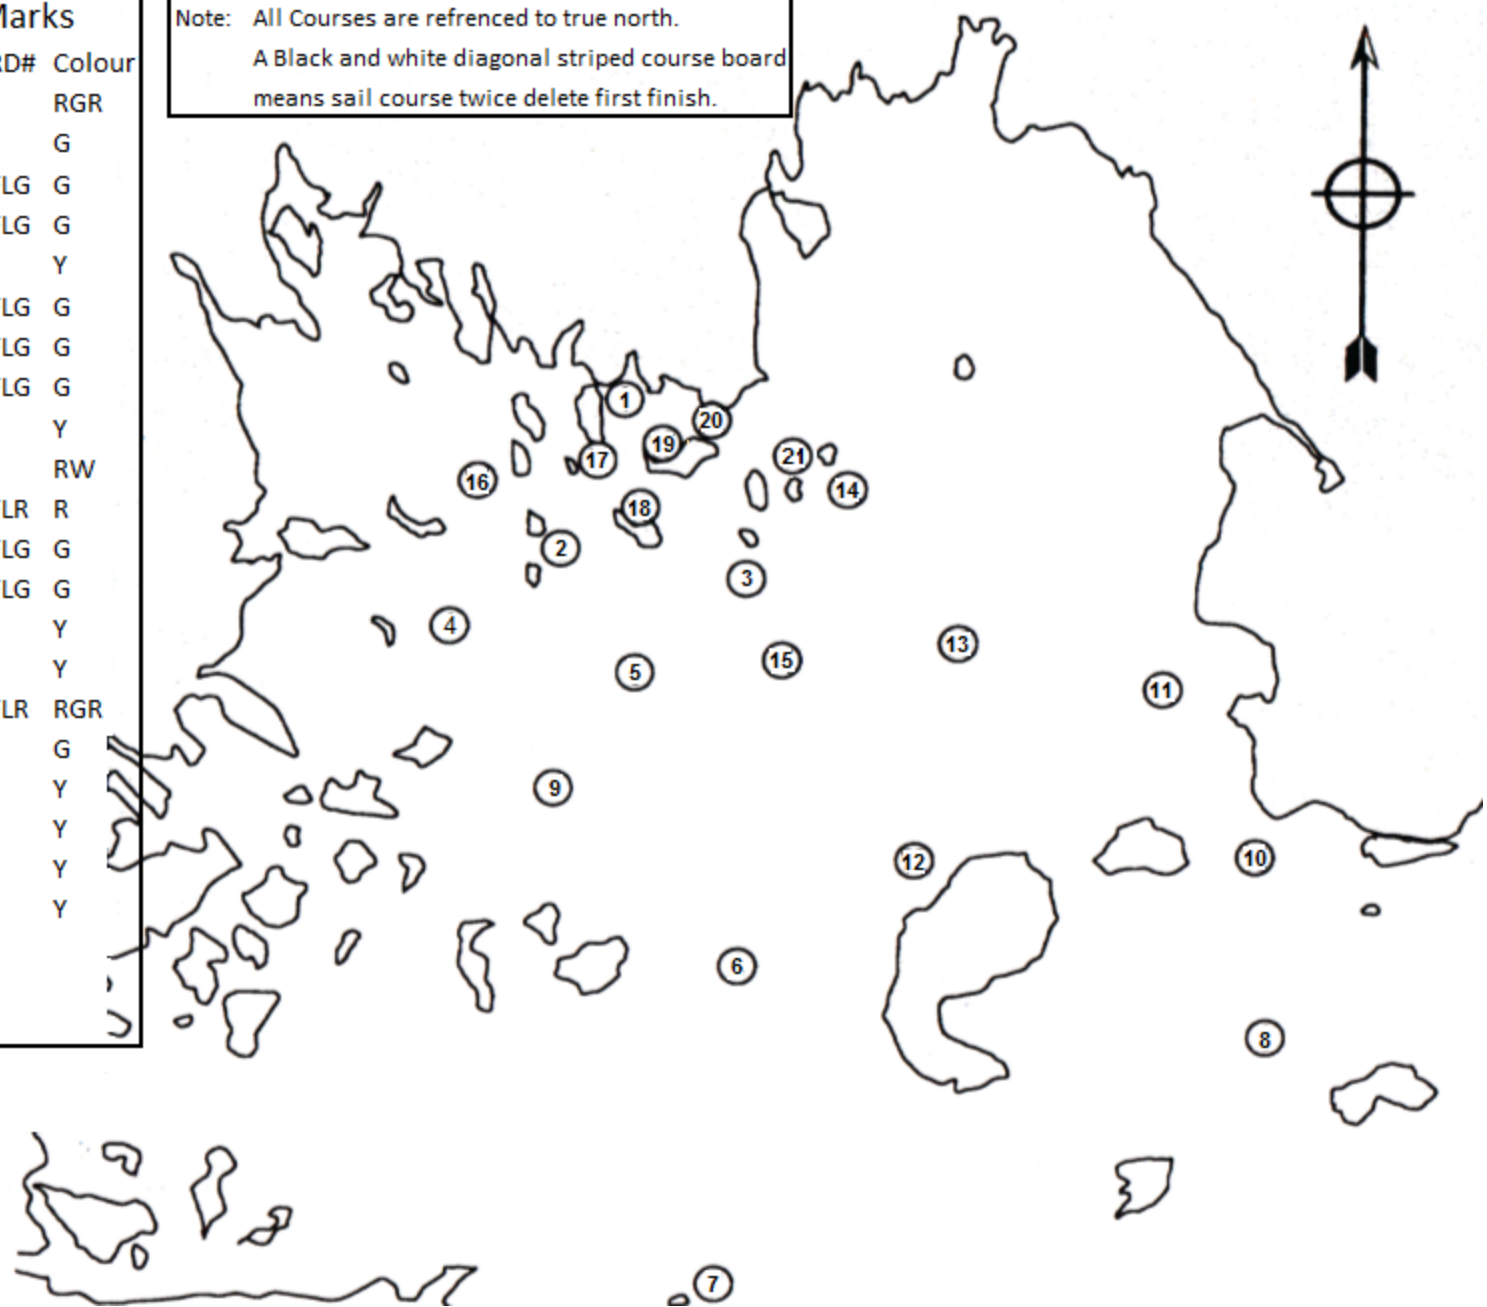 Marks
RD# Colour
RGR
G
LG G
LG G
Y
LG G
LG G
LG G
Y
RW
LR R
LG G
LG G
Y
Y
LR RGR
G
Y
Y
Y
Y
Note: All Courses are refrenced to true north.
A Black and white diagonal striped course board
means sail course twice delete first finish.
1
20
19
17
21
16
14
18
2
3
4
13
15
5
11
9
10
12
6
8
7